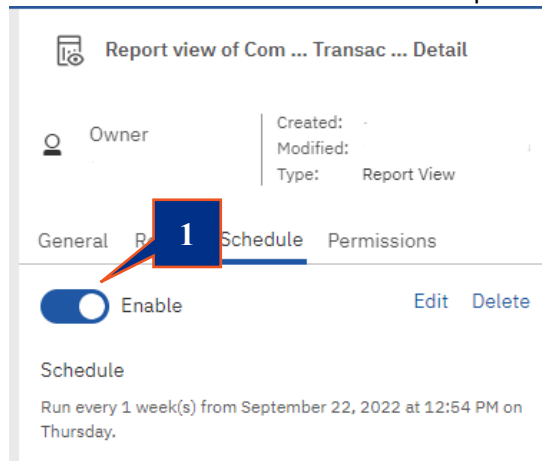 Report view of Com ... Transac ... Detail
Owner
Created:
Modified:
Type: Report View
General Schedule Permissions
1
Enable Edit Delete
Schedule
Run every 1 week(s) from September 22, 2022 at 12:54 PM on
Thursday.